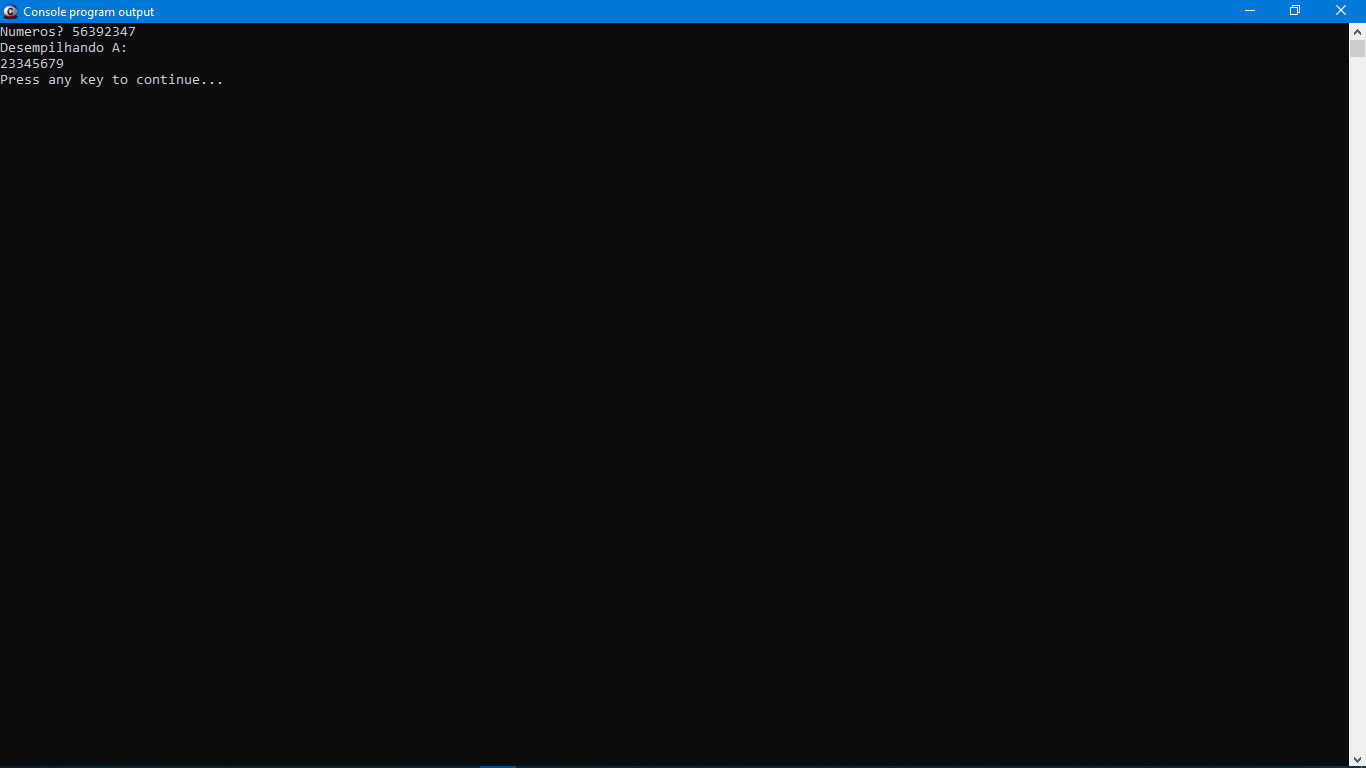 Console program output
Numeros? 56392347
Desempilhando A:
23345679
Press any key to continue...